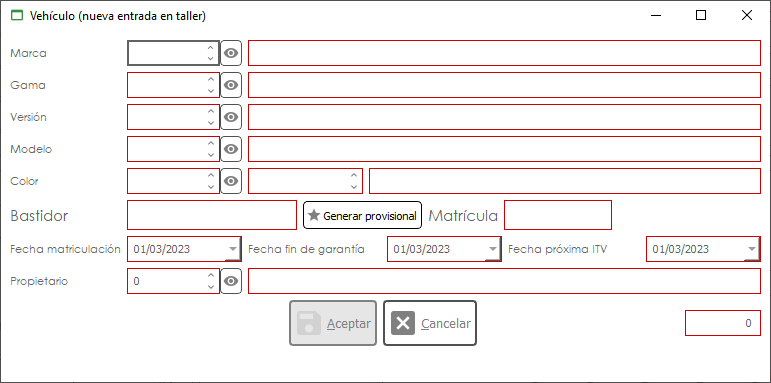 Vehículo (nueva entrada en taller)
Marca
Gama
Versión
Modelo
Color
Bastidor Generar provisional Matrícula
Fecha matriculación 01/03/2023 Fecha fin de garantía 01/03/2023 Fecha próxima ITV 01/03/2023
Propietario 0
Aceptar Cancelar 0